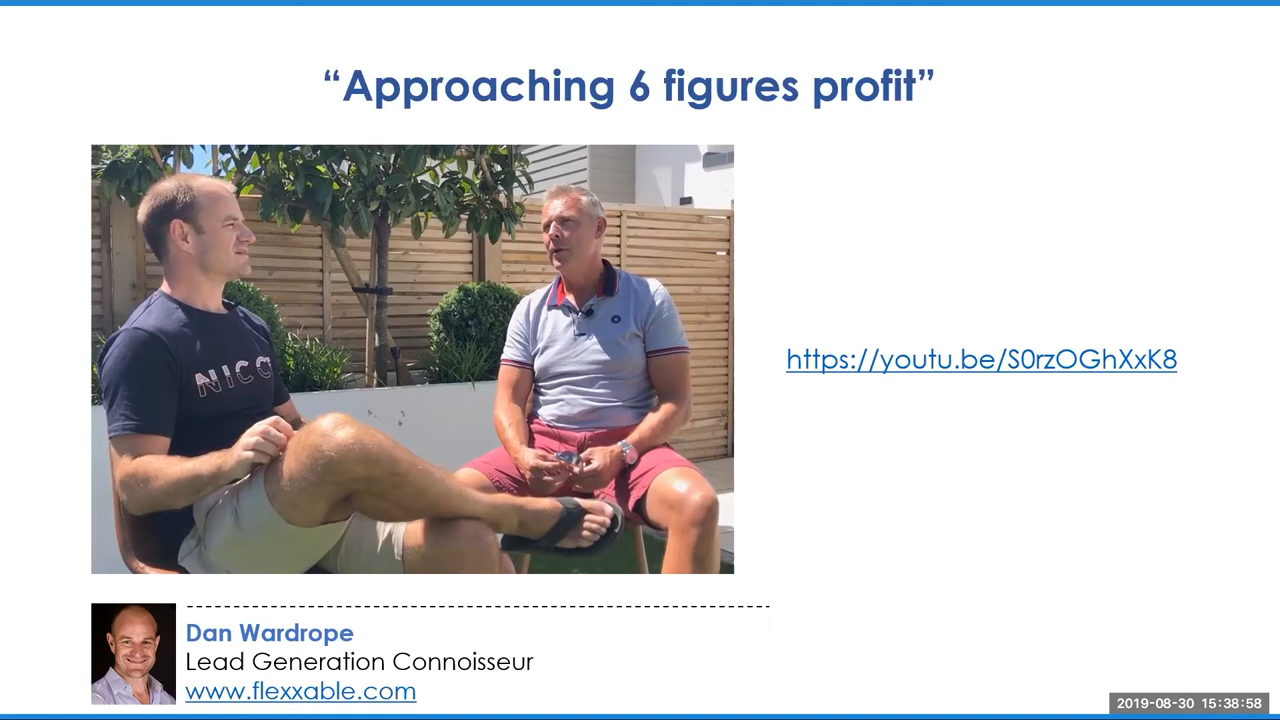 “Approaching 6 figures profit”
NICC
https://youtu.be/S0rzOGhXxK8
Dan Wardrope
Lead Generation Connoisseur
www.flexxable.com
2019-08-30 15:38:58